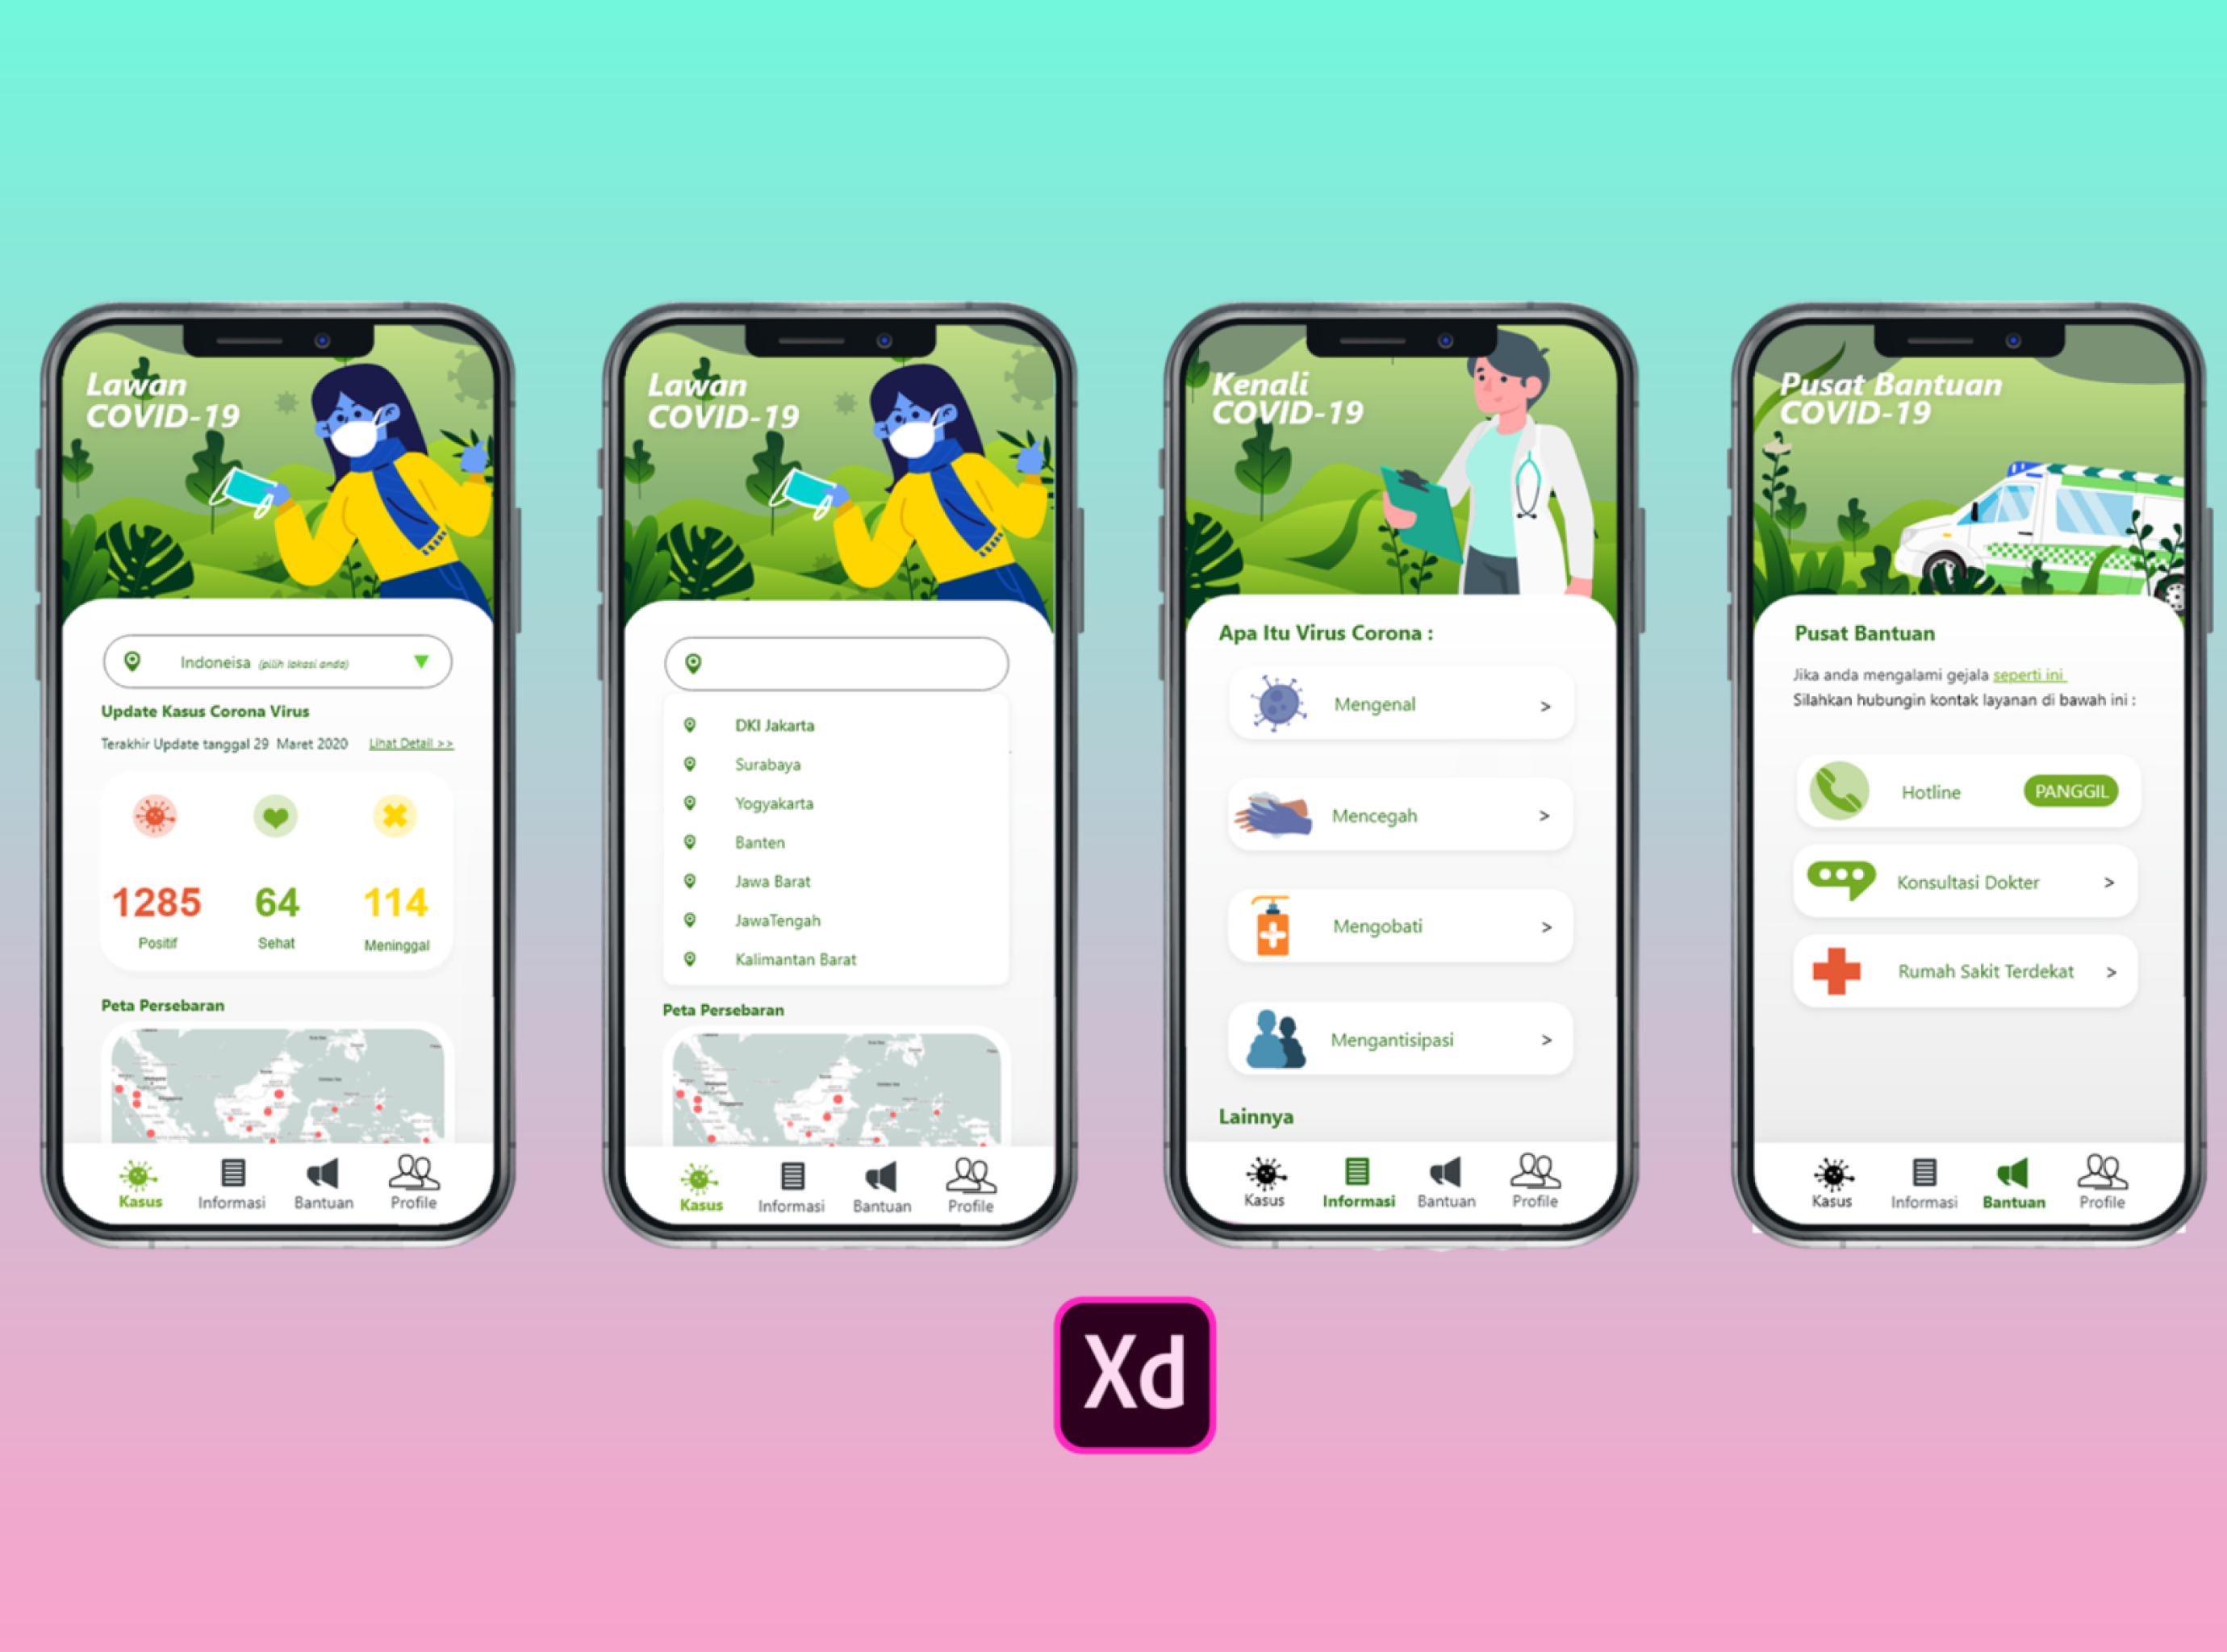 Lawan
COVID-19
Indoneisa (pilih lokasi anda)
Update Kasus Corona Virus
Terakhir Update tanggal 29 Maret 2020 Lihat Detail >>
1285 64 114
Positif Sehat Meninggal
Peta Persebaran
Kasus Informasi Bantuan Profile
Lawan
COVID-19
DKI Jakarta
Surabaya
Yogyakarta
Banten
Jawa Barat
JawaTengah
Kalimantan Barat
Peta Persebaran
Kasus Informasi Bantuan Profile
Kenali
COVID-19
Apa Itu Virus Corona :
Mengenal >
Mencegah >
Mengobati >
Mengantisipasi >
Lainnya
Kasus Informasi Bantuan Profile
Pusat Bantuan
COVID-19
Pusat Bantuan
Jika anda mengalami gejala seperti ini
Silahkan hubungin kontak layanan di bawah ini :
Hotline PANGGIL
Konsultasi Dokter >
Rumah Sakit Terdekat >
Kasus Informasi Bantuan Profile
Xd